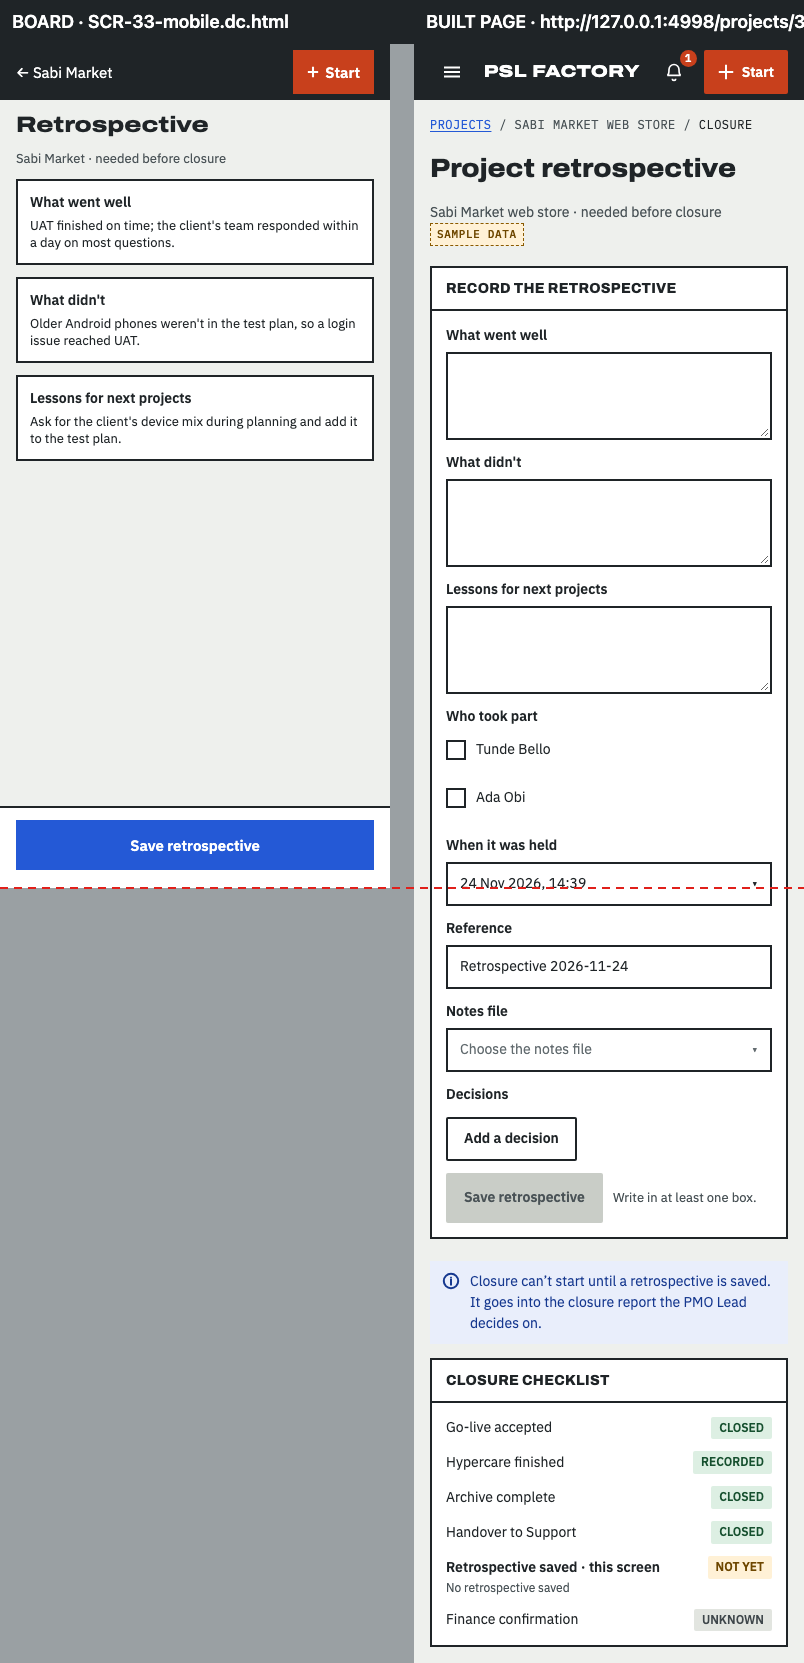 BOARD · SCR-33-mobile.dc.html
← Sabi Market
+ Start
Retrospective
Sabi Market · needed before closure
What went well
UAT finished on time; the client's team responded within
a day on most questions.
What didn't
Older Android phones weren't in the test plan, so a login
issue reached UAT.
Lessons for next projects
Ask for the client's device mix during planning and add it
to the test plan.
Save retrospective
BUILT PAGE · http://127.0.0.1:4998/projects/3
PSL FACTORY
1
+ Start
PROJECTS / SABI MARKET WEB STORE / CLOSURE
Project retrospective
Sabi Market web store · needed before closure
SAMPLE DATA
RECORD THE RETROSPECTIVE
What went well
What didn't
Lessons for next projects
Who took part
Tunde Bello
Ada Obi
When it was held
24 Nov 2026, 14:39
Reference
Retrospective 2026-11-24
Notes file
Choose the notes file
Decisions
Add a decision
Save retrospective
Write in at least one box.
Closure can’t start until a retrospective is saved.
It goes into the closure report the PMO Lead
decides on.
CLOSURE CHECKLIST
Go-live accepted
CLOSED
Hypercare finished
RECORDED
Archive complete
CLOSED
Handover to Support
CLOSED
Retrospective saved · this screen
NOT YET
No retrospective saved
Finance confirmation
UNKNOWN